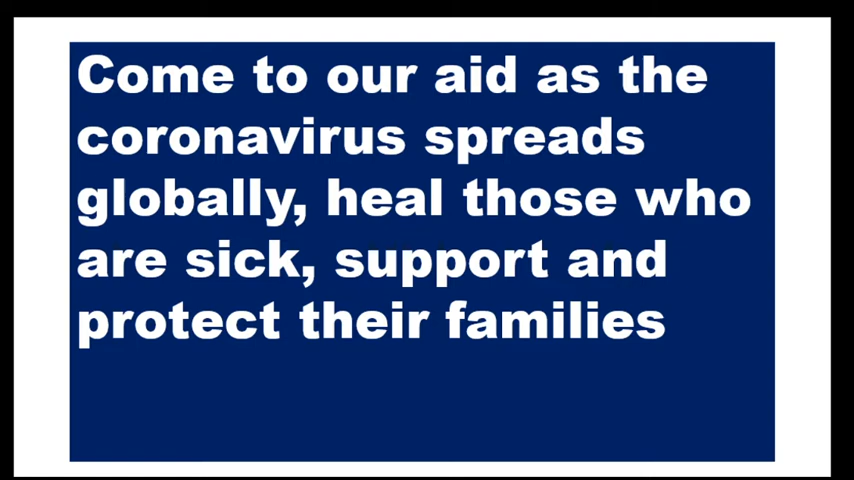 Come to our aid as the
coronavirus spreads
globally, heal those who
are sick, support and
protect their families